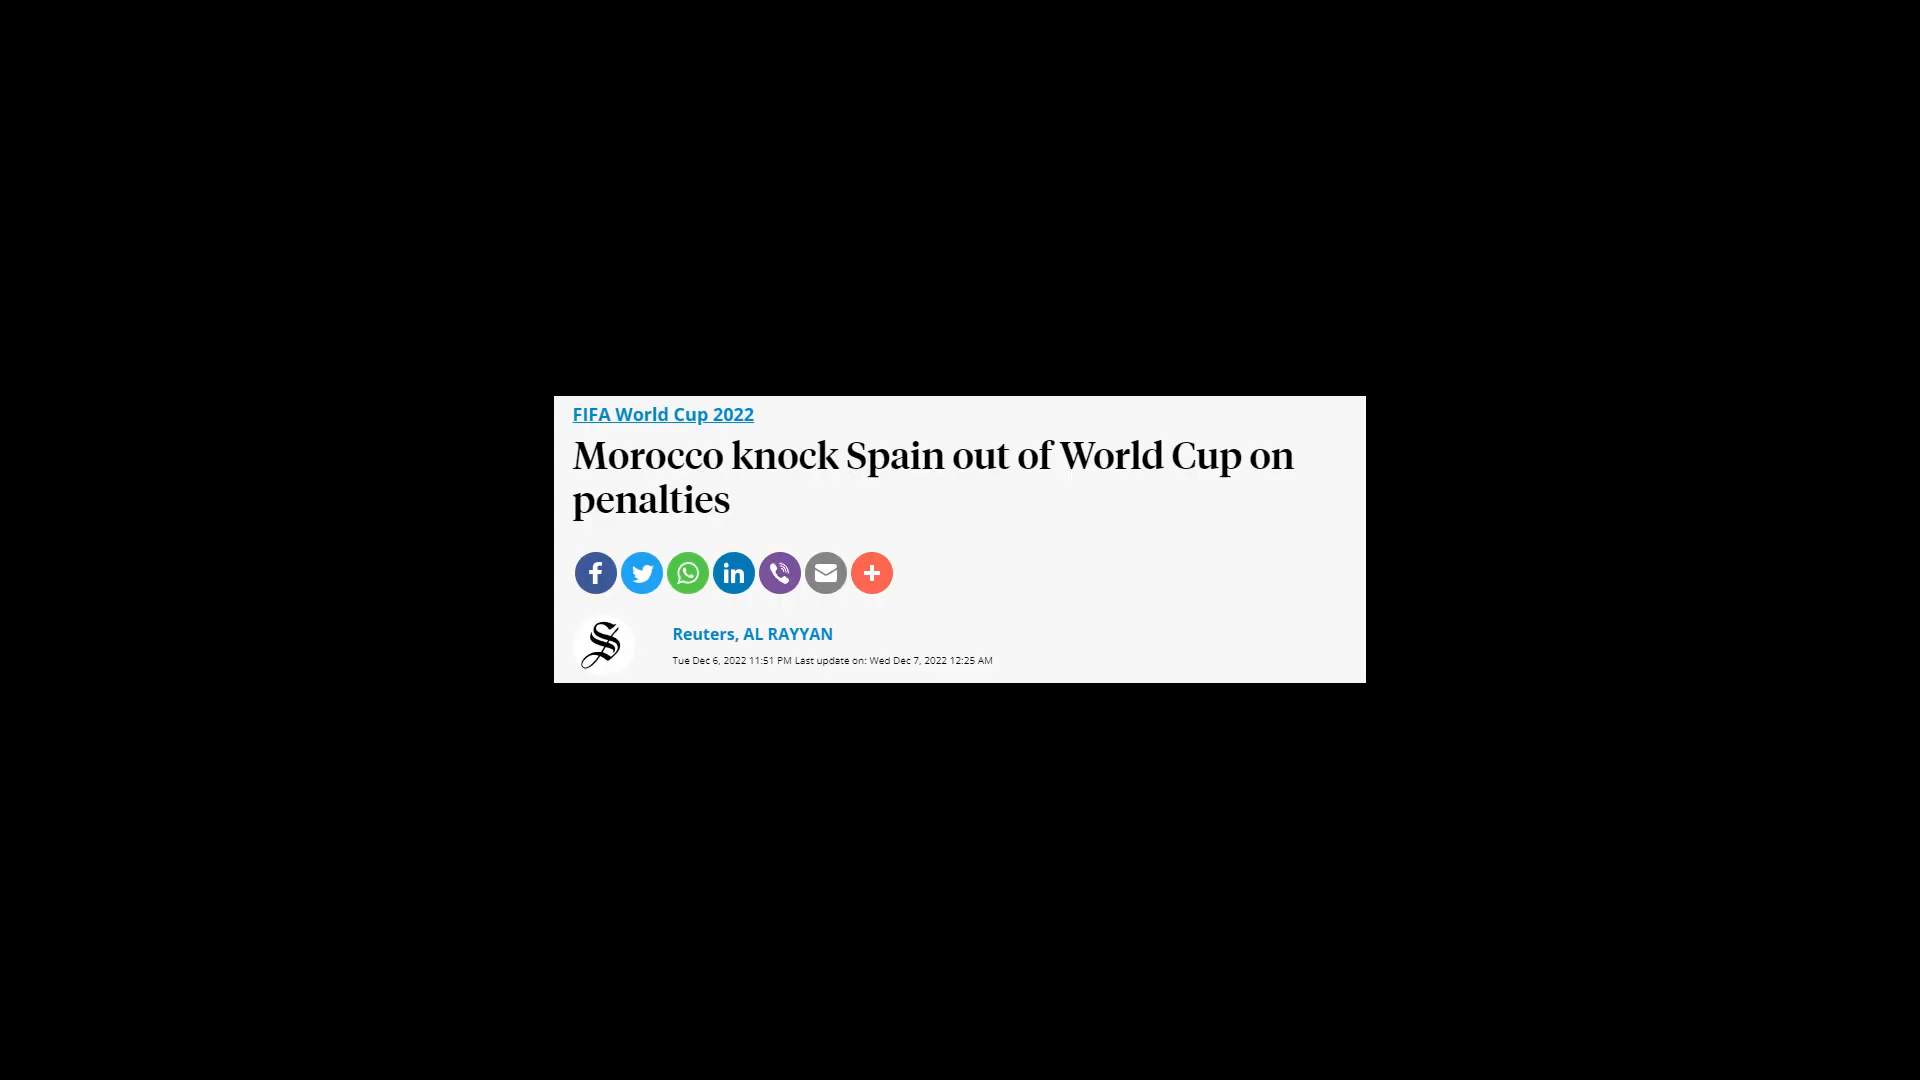 FIFA World Cup 2022
Morocco knock Spain out of World Cup on
penalties
Reuters, AL RAYYAN
Tue Dec 6, 2022 11:51 PM Last update on: Wed Dec 7, 2022 12:25 AM